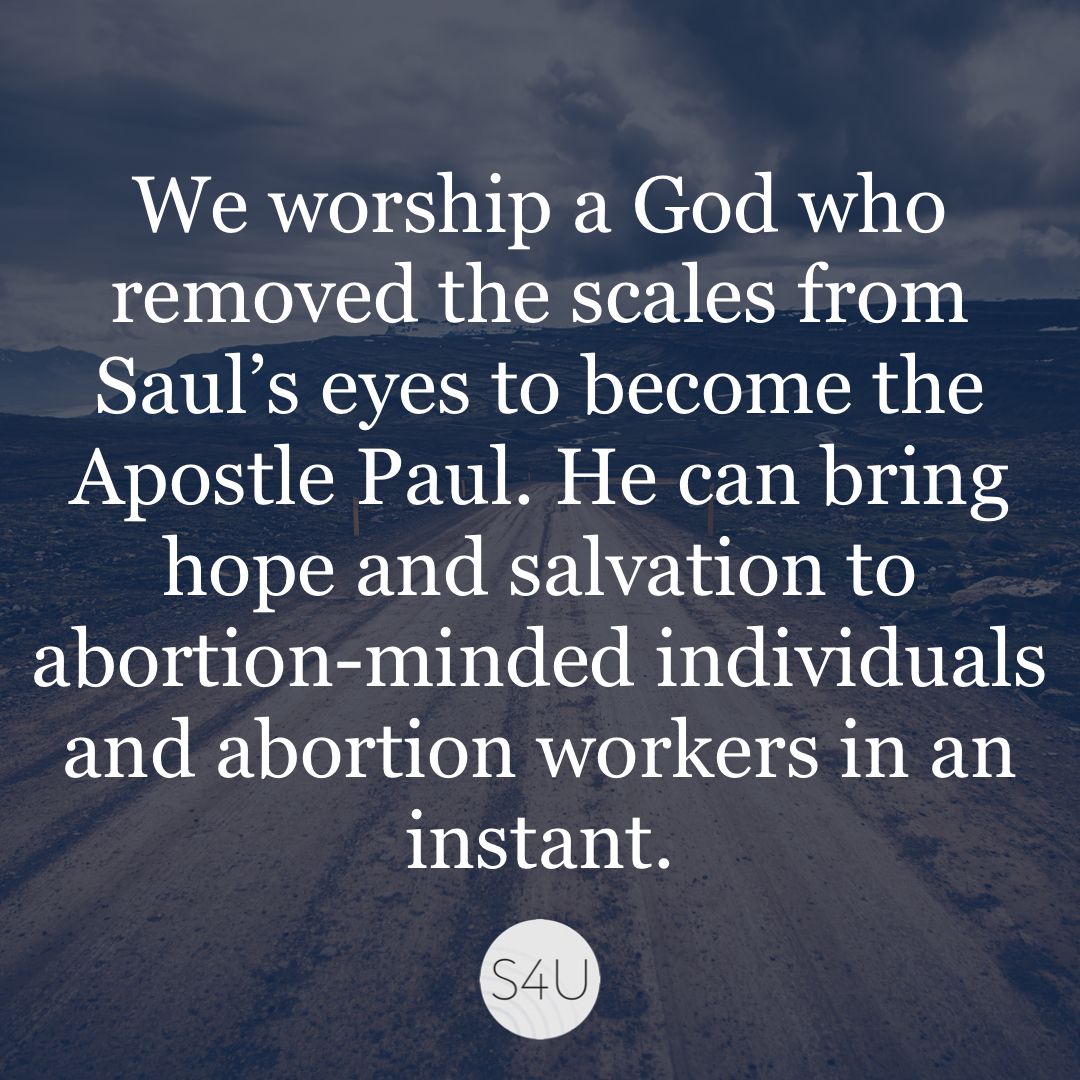 We worship a God who
removed the scales from
Saul’s eyes to become the
Apostle Paul. He can bring
hope and salvation to
abortion-minded individuals
and abortion workers in an
instant.
S4U